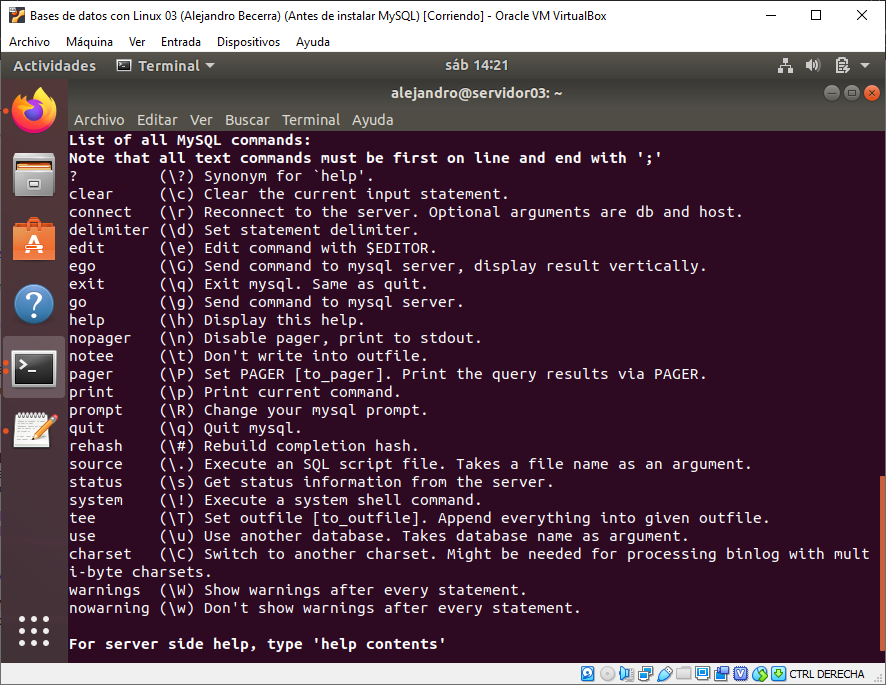 Bases de datos con Linux 03 (Alejandro Becerra) (Antes de instalar MySQL) [Corriendo] - Oracle VM VirtualBox
Archivo Máquina Ver Entrada Dispositivos Ayuda
Actividades Terminal sáb 14:21
alejandro@servidor03: ~
Archivo Editar Ver Buscar Terminal Ayuda
List of all MySQL commands:
Note that all text commands must be first on line and end with ';'
? (\?) Synonym for `help'.
clear (\c) Clear the current input statement.
connect (\r) Reconnect to the server. Optional arguments are db and host.
delimiter (\d) Set statement delimiter.
edit (\e) Edit command with $EDITOR.
ego (\G) Send command to mysql server, display result vertically.
exit (\q) Exit mysql. Same as quit.
go (\g) Send command to mysql server.
help (\h) Display this help.
nopager (\n) Disable pager, print to stdout.
notee (\t) Don't write into outfile.
pager (\P) Set PAGER [to_pager]. Print the query results via PAGER.
print (\p) Print current command.
prompt (\R) Change your mysql prompt.
quit (\q) Quit mysql.
rehash (\#) Rebuild completion hash.
source (\.) Execute an SQL script file. Takes a file name as an argument.
status (\s) Get status information from the server.
system (\!) Execute a system shell command.
tee (\T) Set outfile [to_outfile]. Append everything into given outfile.
use (\u) Use another database. Takes database name as argument.
charset (\C) Switch to another charset. Might be needed for processing binlog with mult
i-byte charsets.
warnings (\W) Show warnings after every statement.
nowarning (\w) Don't show warnings after every statement.
For server side help, type 'help contents'
CTRL DERECHA